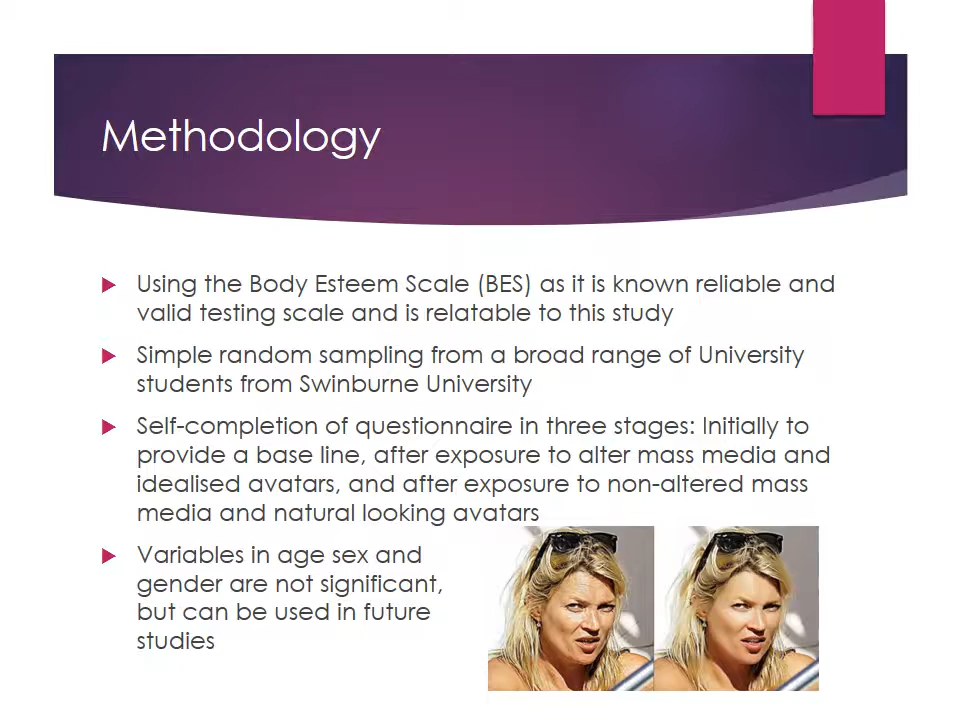 Methodology
Using the Body Esteem Scale (BES) as it is known reliable and
valid testing scale and is relatable to this study
Simple random sampling from a broad range of University
students from Swinburne University
Self-completion of questionnaire in three stages: Initially to
provide a base line, after exposure to alter mass media and
idealised avatars, and after exposure to non-altered mass
media and natural looking avatars
Variables in age sex and
gender are not significant,
but can be used in future
studies